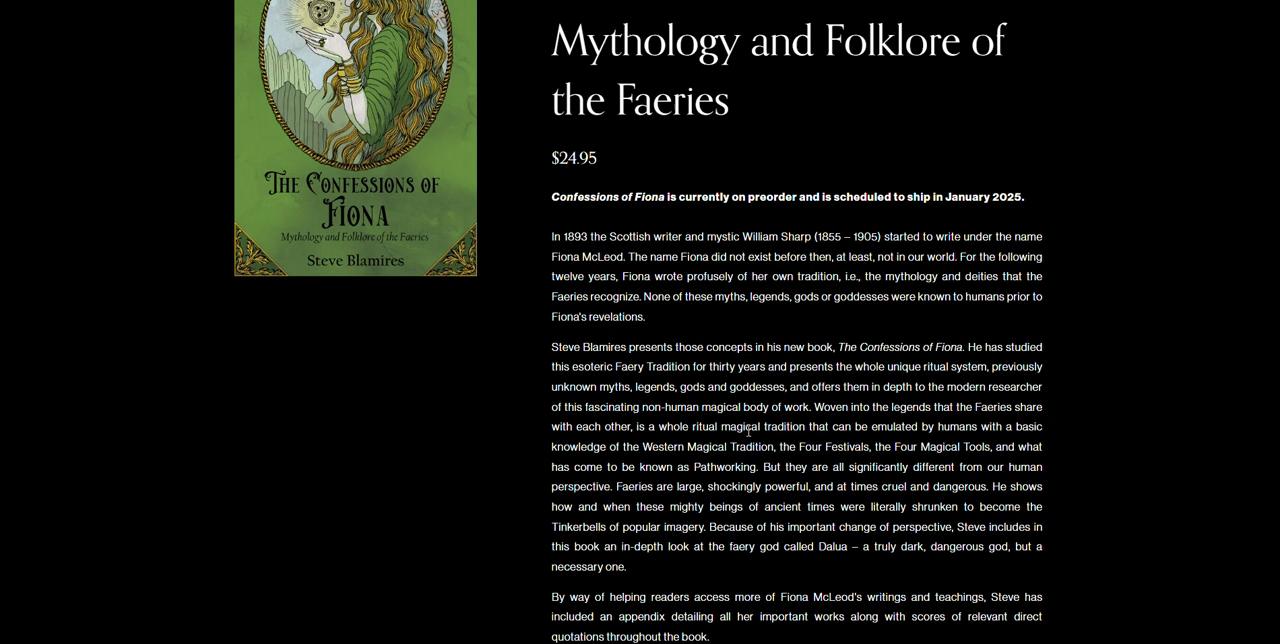 Mythology and Folklore of
the Faeries
$24.95
Confessions of Fiona is currently on preorder and is scheduled to ship in January 2025.
In 1893 the Scottish writer and mystic William Sharp (1855 – 1905) started to write under the name
Fiona McLeod. The name Fiona did not exist before then, at least, not in our world. For the following
twelve years, Fiona wrote profusely of her own tradition, i.e., the mythology and deities that the
Faeries recognize. None of these myths, legends, gods or goddesses were known to humans prior to
Fiona's revelations.
Steve Blamires presents those concepts in his new book, The Confessions of Fiona. He has studied
this esoteric Faery Tradition for thirty years and presents the whole unique ritual system, previously
unknown myths, legends, gods and goddesses, and offers them in depth to the modern researcher
of this fascinating non-human magical body of work. Woven into the legends that the Faeries share
with each other, is a whole ritual magical tradition that can be emulated by humans with a basic
knowledge of the Western Magical Tradition, the Four Festivals, the Four Magical Tools, and what
has come to be known as Pathworking. But they are all significantly different from our human
perspective. Faeries are large, shockingly powerful, and at times cruel and dangerous. He shows
how and when these mighty beings of ancient times were literally shrunken to become the
Tinkerbells of popular imagery. Because of his important change of perspective, Steve includes in
this book an in-depth look at the faery god called Dalua – a truly dark, dangerous god, but a
necessary one.
By way of helping readers access more of Fiona McLeod's writings and teachings, Steve has
included an appendix detailing all her important works along with scores of relevant direct
quotations throughout the book.
The Confessions of
Fiona
Mythology and Folklore of the Faeries
Steve Blamires